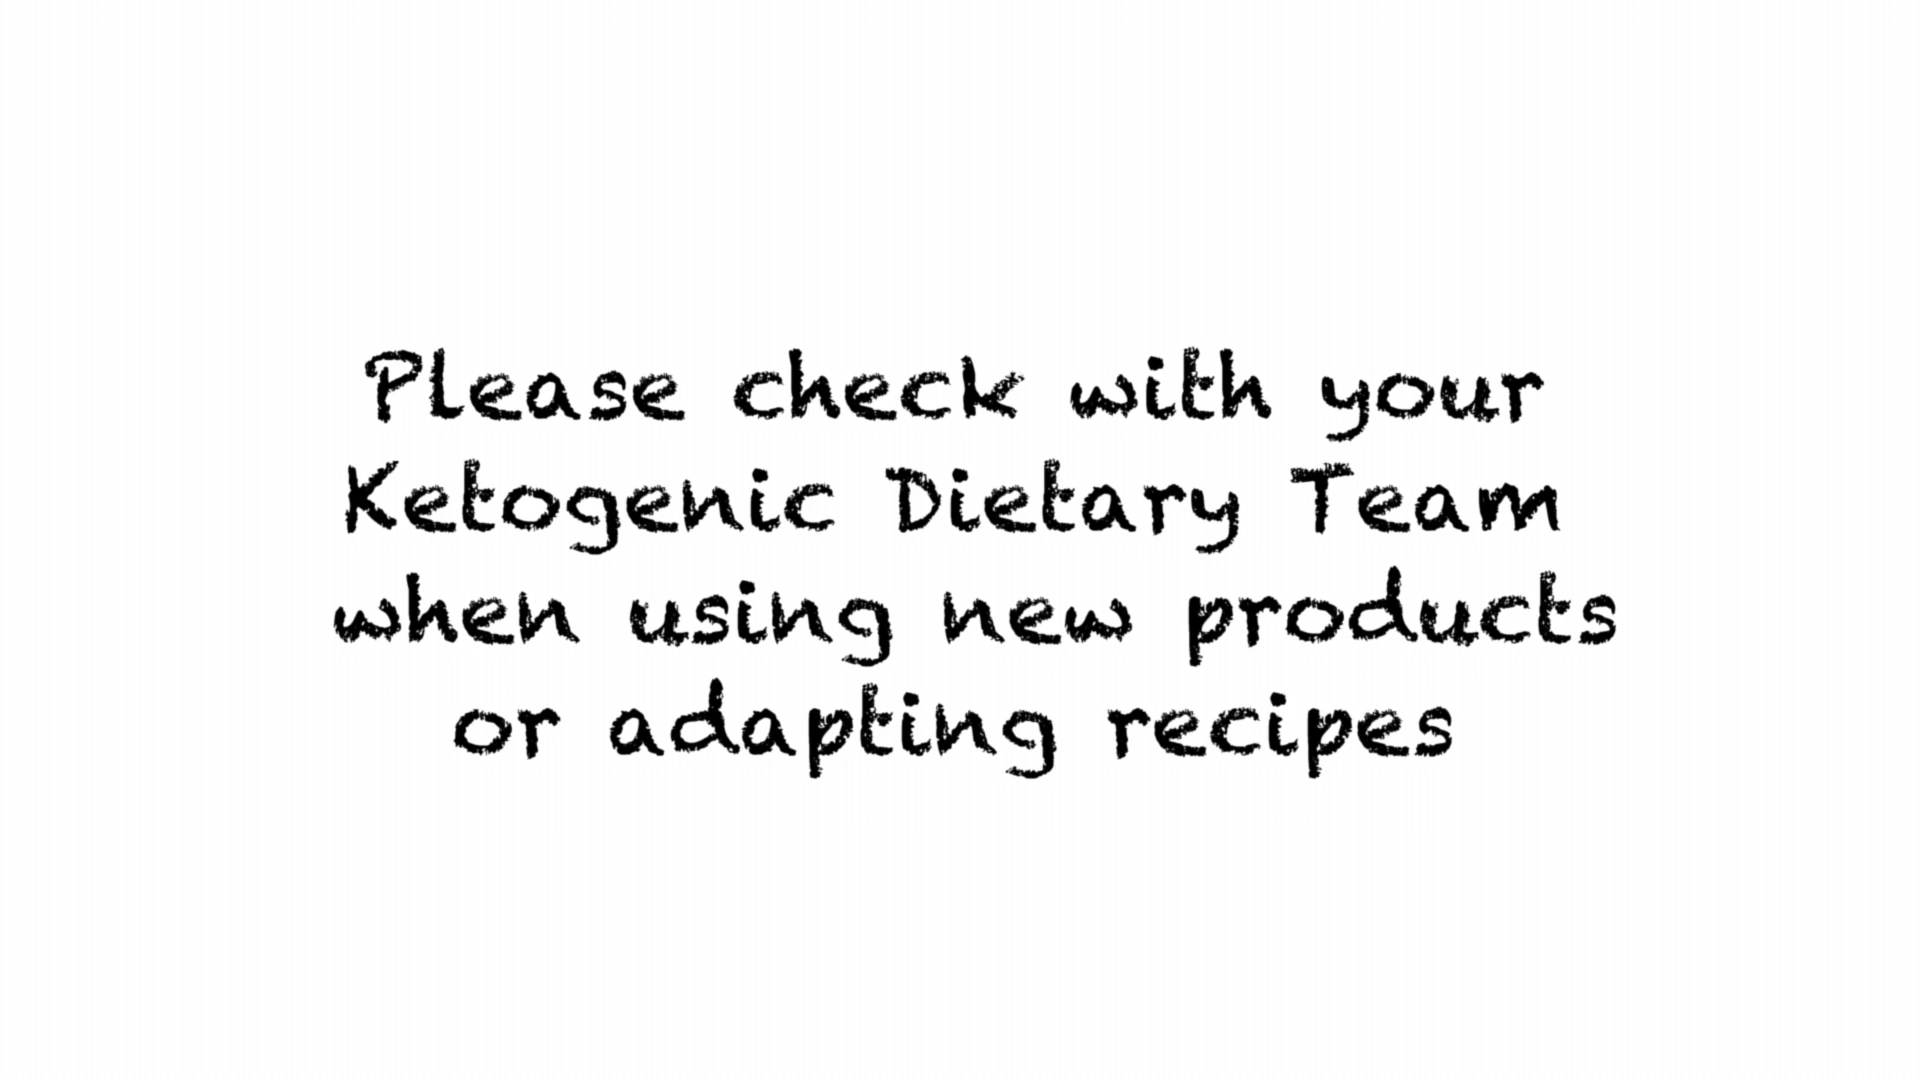 Please check with your
Ketogenic Dietary Team
when using new products
or adapting recipes